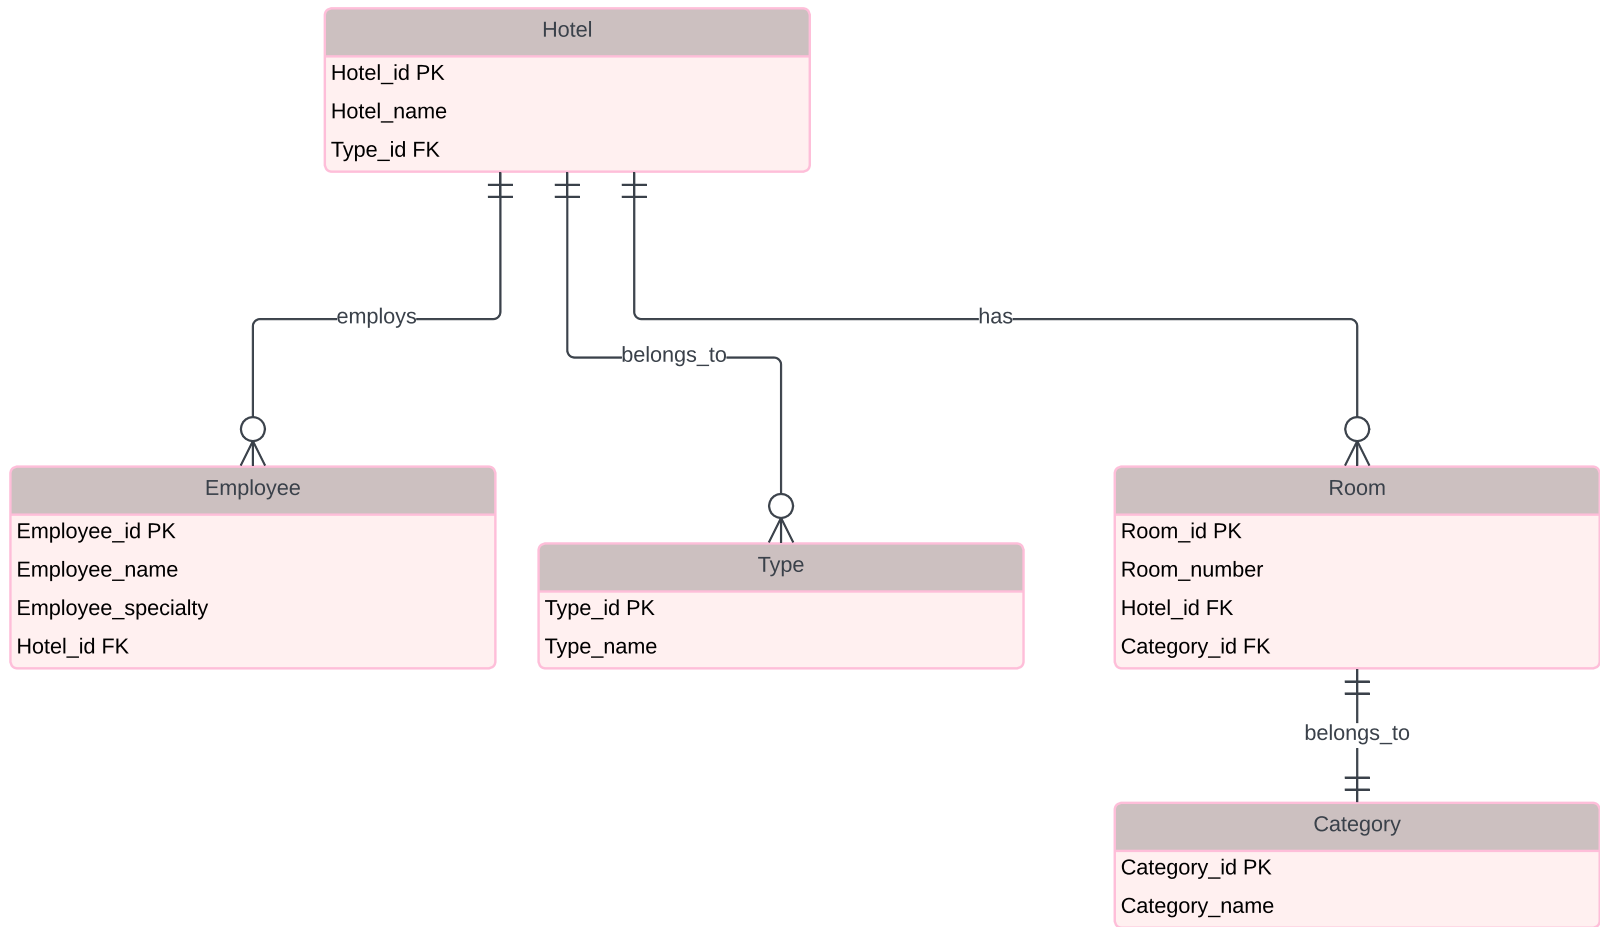 Hotel
Hotel_id PK
Hotel_name
Type_id FK
employs
has
belongs_to
Employee
Employee_id PK
Employee_name
Employee_specialty
Hotel_id FK
Type
Type_id PK
Type_name
Room
Room_id PK
Room_number
Hotel_id FK
Category_id FK
belongs_to
Category
Category_id PK
Category_name